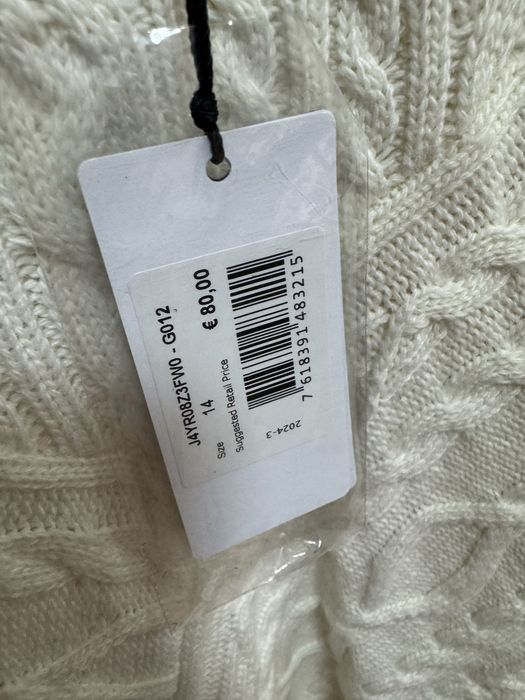 J4YR08Z3FW0 - G012
Size 14
Suggested Retail Price € 80,00
7 618391 483215
2024-3